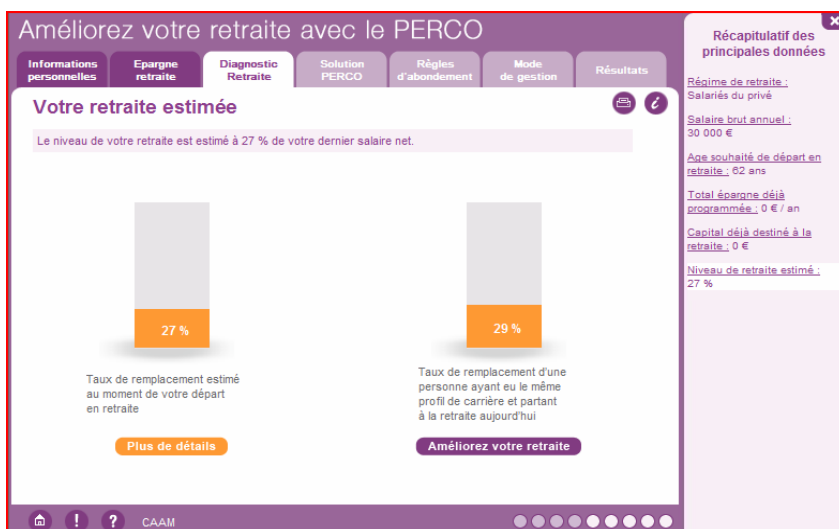 Améliorez votre retraite avec le PERCO
Informations
personnelles
Epargne
retraite
Diagnostic
Retraite
Solution
PERCO
Règles
d'abondement
Mode
de gestion
Résultats
Votre retraite estimée
Le niveau de votre retraite est estimé à 27 % de votre dernier salaire net.
27 %
29 %
Taux de remplacement estimé
au moment de votre départ
en retraite
Taux de remplacement d'une
personne ayant eu le même
profil de carrière et partant
à la retraite aujourd'hui
Plus de détails
Améliorez votre retraite
CAAM
Récapitulatif des
principales données
Régime de retraite :
Salariés du privé
Salaire brut annuel :
30 000 €
Age souhaité de départ en
retraite : 62 ans
Total épargne déjà
programmée : 0 € / an
Capital déjà destiné à la
retraite : 0 €
Niveau de retraite estimé :
27 %